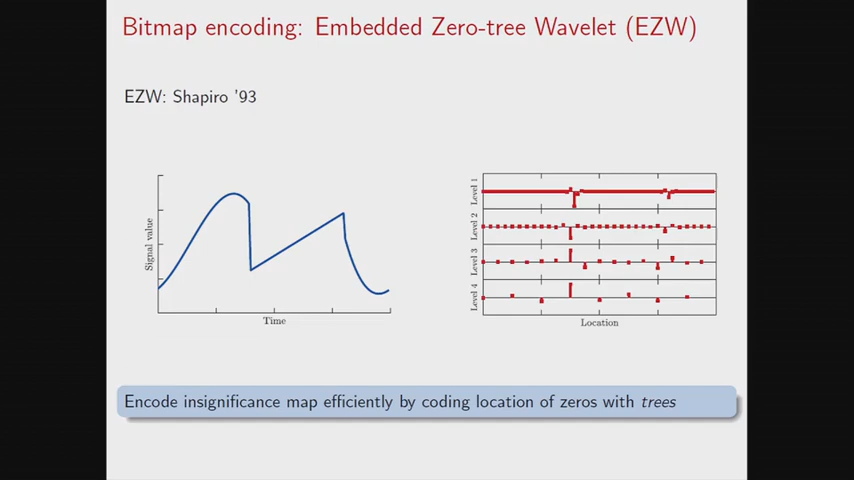 Bitmap encoding: Embedded Zero-tree Wavelet (EZW)
EZW: Shapiro '93
Signal value
Time
Level 1
Level 2
Level 3
Level 4
Location
Encode insignificance map efficiently by coding location of zeros with trees